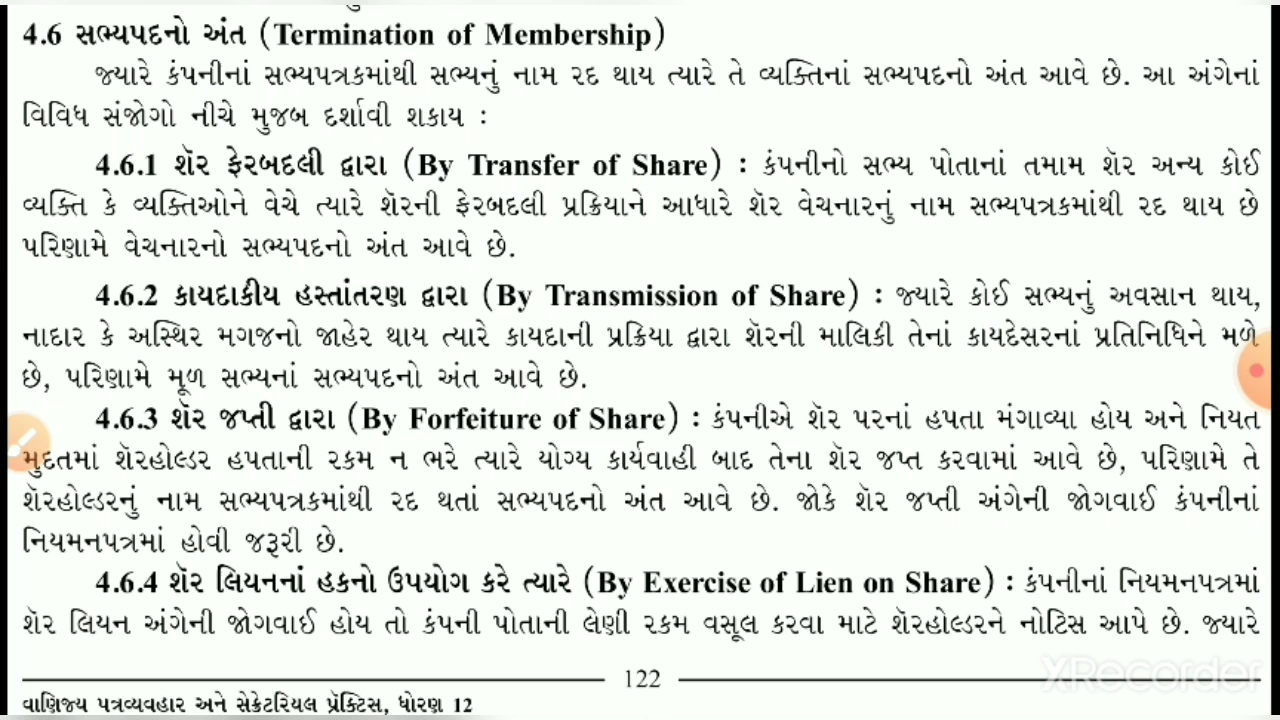 4.6 સભ્યપદનો અંત (Termination of Membership)
જ્યારે કંપનીનાં સભ્યપત્રકમાંથી સભ્યનું નામ રદ થાય ત્યારે તે વ્યક્તિનાં સભ્યપદનો અંત આવે છે. આ અંગેનાં
વિવિધ સંજોગો નીચે મુજબ દર્શાવી શકાય :
4.6.1 શૅર ફેરબદલી દ્વારા (By Transfer of Share) : કંપનીનો સભ્ય પોતાનાં તમામ શૅર અન્ય કોઈ
વ્યક્તિ કે વ્યક્તિઓને વેચે ત્યારે શૅરની ફેરબદલી પ્રક્રિયાને આધારે શૅર વેચનારનું નામ સભ્યપત્રકમાંથી રદ થાય છે
પરિણામે વેચનારનો સભ્યપદનો અંત આવે છે.
4.6.2 કાયદાકીય હસ્તાંતરણ દ્વારા (By Transmission of Share) : જ્યારે કોઈ સભ્યનું અવસાન થાય,
નાદાર કે અસ્થિર મગજનો જાહેર થાય ત્યારે કાયદાની પ્રક્રિયા દ્વારા શૅરની માલિકી તેનાં કાયદેસરનાં પ્રતિનિધિને મળે
છે, પરિણામે મૂળ સભ્યનાં સભ્યપદનો અંત આવે છે.
4.6.3 શૅર જપ્તી દ્વારા (By Forfeiture of Share) : કંપનીએ શૅર પરનાં હપતા મંગાવ્યા હોય અને નિયત
મુદતમાં શૅરહોલ્ડર હપતાની રકમ ન ભરે ત્યારે યોગ્ય કાર્યવાહી બાદ તેના શૅર જપ્ત કરવામાં આવે છે, પરિણામે તે
શૅરહોલ્ડરનું નામ સભ્યપત્રકમાંથી રદ થતાં સભ્યપદનો અંત આવે છે. જોકે શૅર જપ્તી અંગેની જોગવાઈ કંપનીનાં
નિયમનપત્રમાં હોવી જરૂરી છે.
4.6.4 શૅર લિયનનાં હકનો ઉપયોગ કરે ત્યારે (By Exercise of Lien on Share) : કંપનીનાં નિયમનપત્રમાં
શૅર લિયન અંગેની જોગવાઈ હોય તો કંપની પોતાની લેણી રકમ વસૂલ કરવા માટે શૅરહોલ્ડરને નોટિસ આપે છે. જ્યારે
122
XRecorder
વાણિજ્ય પત્રવ્યવહાર અને સેક્રેટરિયલ પ્રૅક્ટિસ, ધોરણ 12